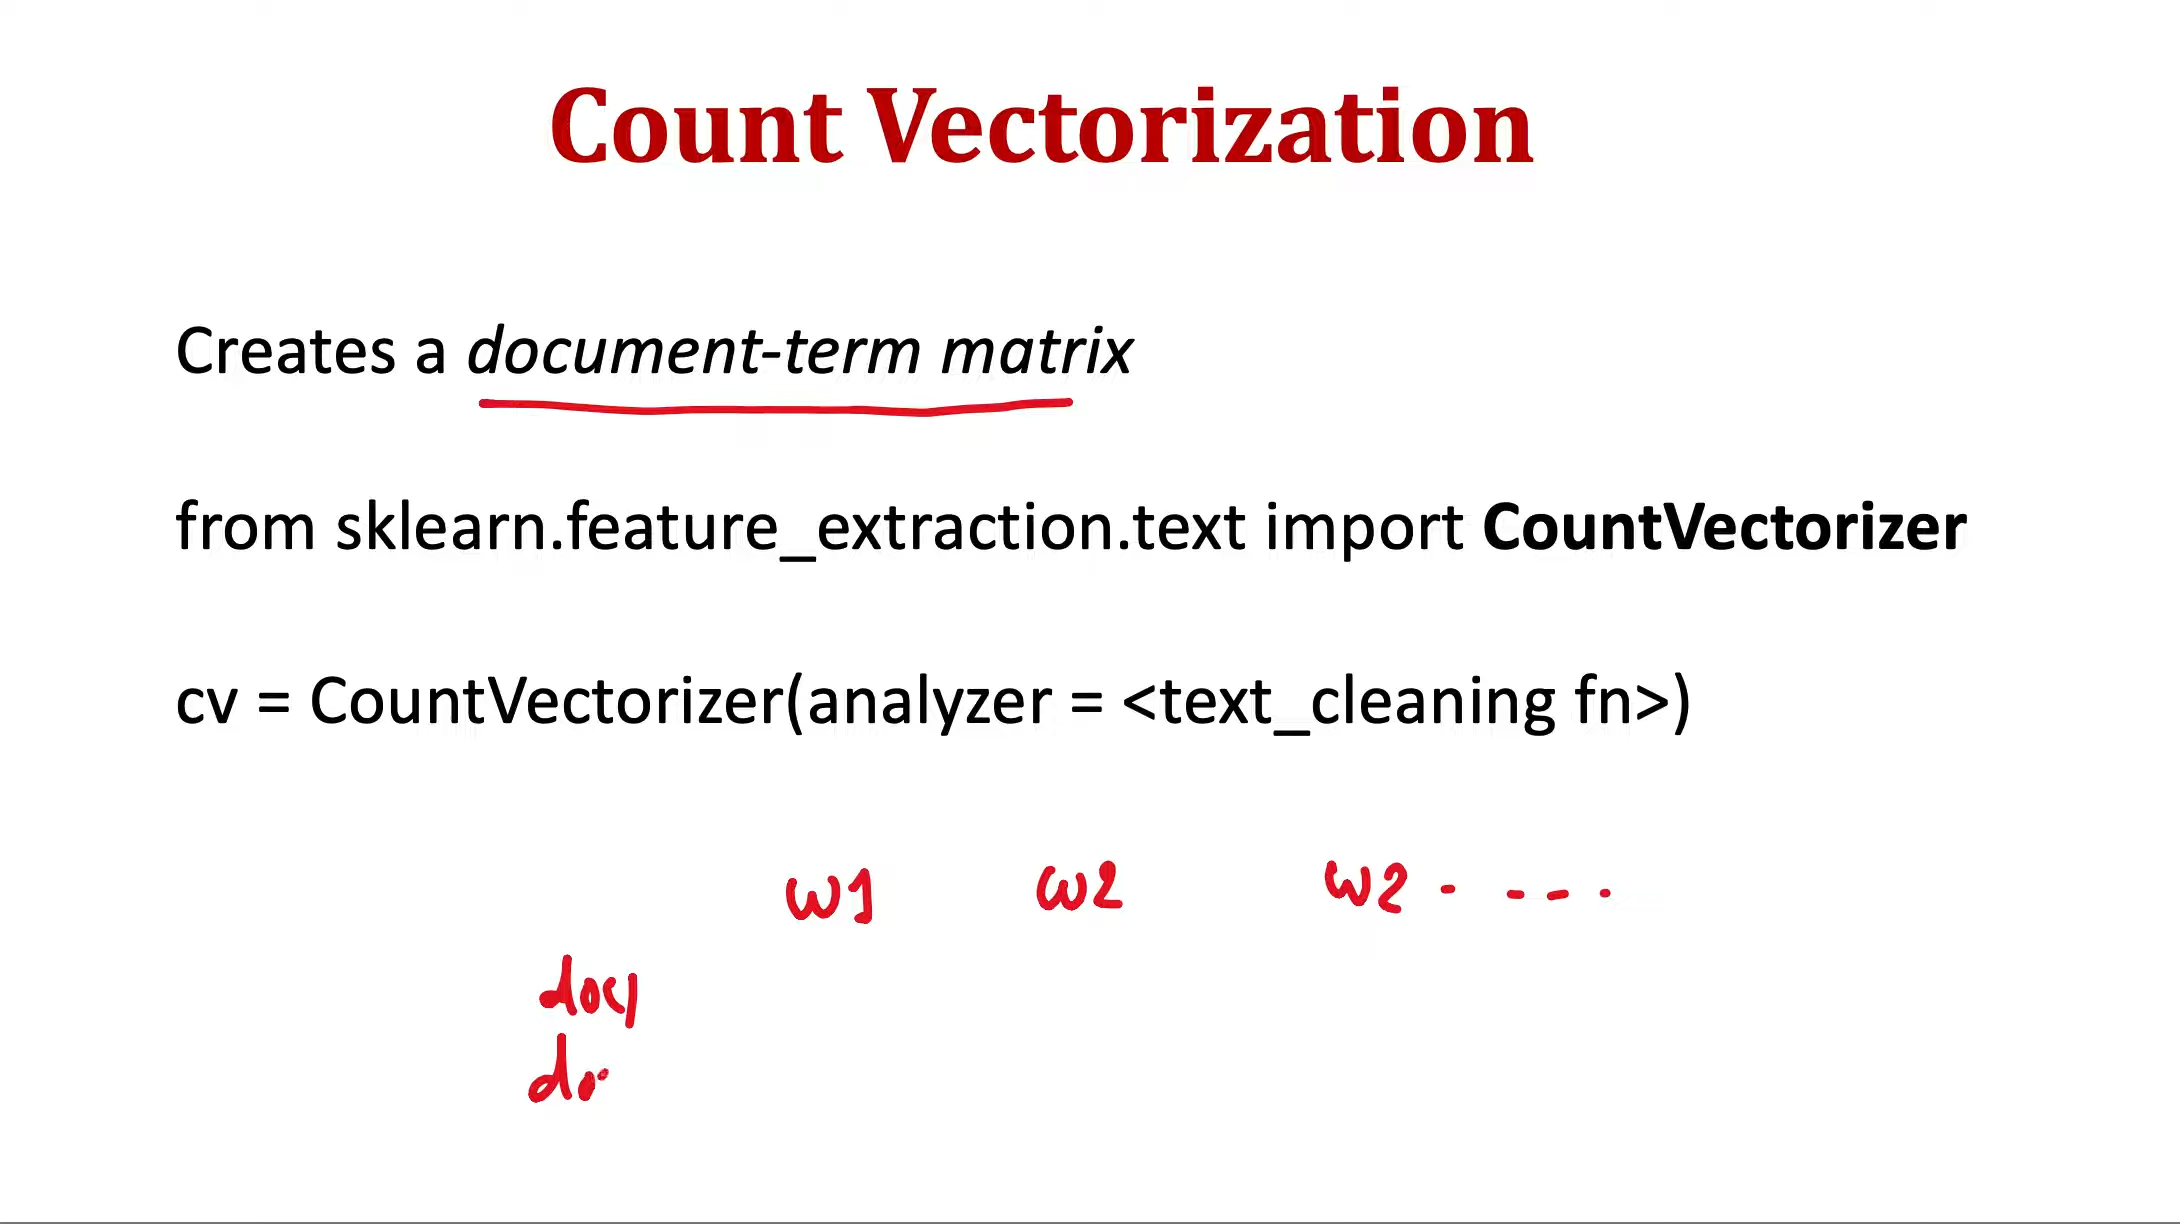 Count Vectorization
Creates a document-term matrix
from sklearn.feature_extraction.text import CountVectorizer
cv = CountVectorizer(analyzer = <text_cleaning fn>)
w1 w2 w2 . - - - .
doc1
do